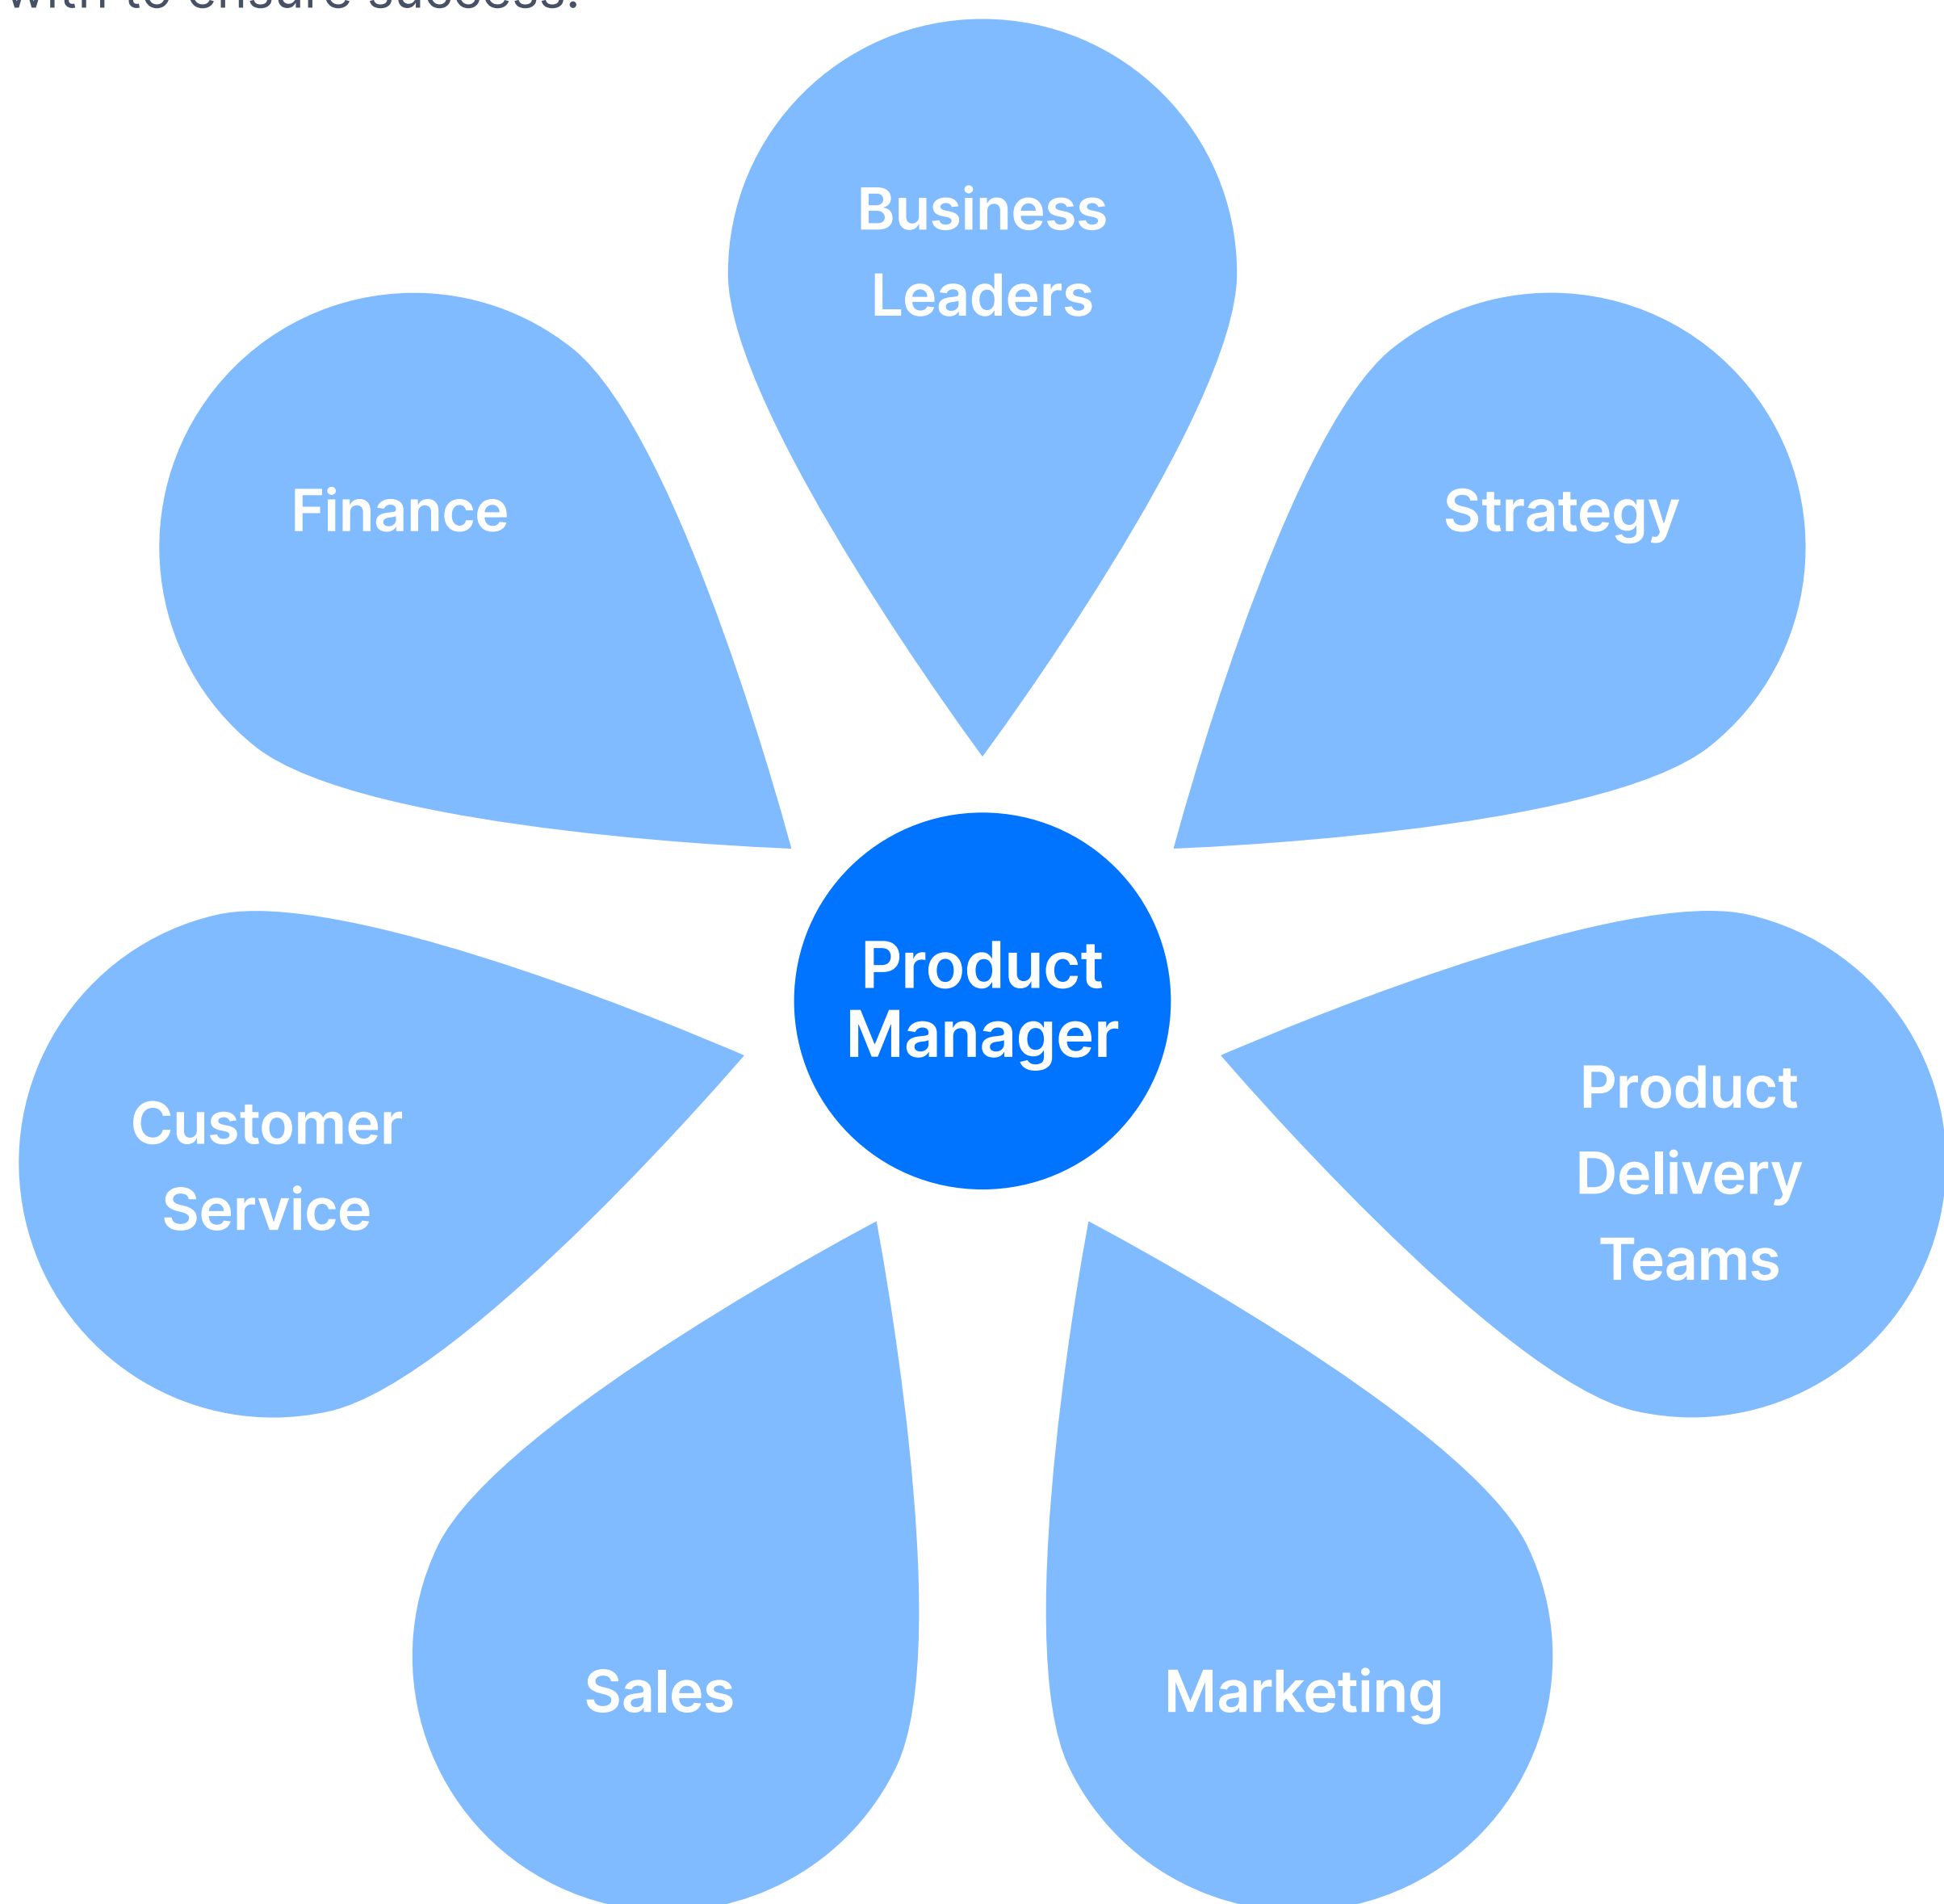 Business
Leaders
Finance
Strategy
Product
Manager
Customer
Service
Product
Delivery
Teams
Sales
Marketing